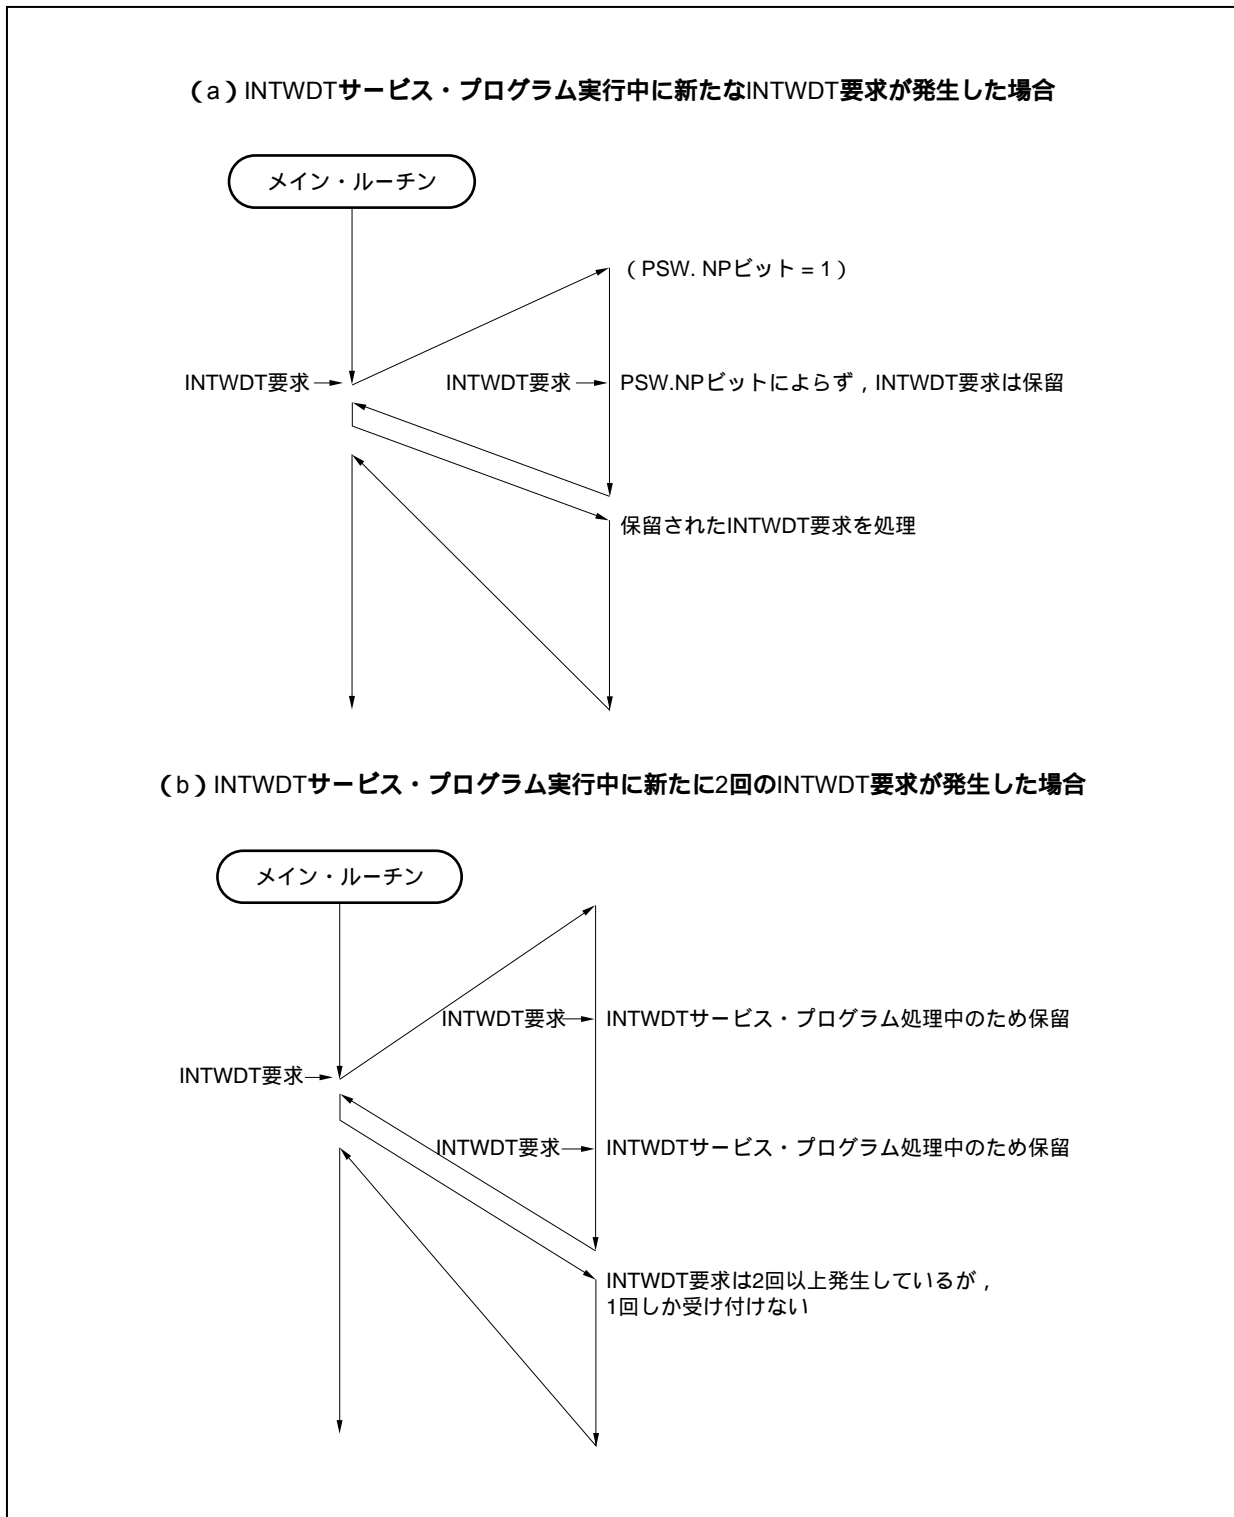 (a)INTWDTサービス・プログラム実行中に新たなINTWDT要求が発生した場合
メイン・ルーチン
(PSW. NPビット = 1)
INTWDT要求
INTWDT要求
PSW.NPビットによらず,INTWDT要求は保留
保留されたINTWDT要求を処理
(b)INTWDTサービス・プログラム実行中に新たに2回のINTWDT要求が発生した場合
メイン・ルーチン
INTWDT要求
INTWDTサービス・プログラム処理中のため保留
INTWDT要求
INTWDT要求
INTWDTサービス・プログラム処理中のため保留
INTWDT要求は2回以上発生しているが,
1回しか受け付けない